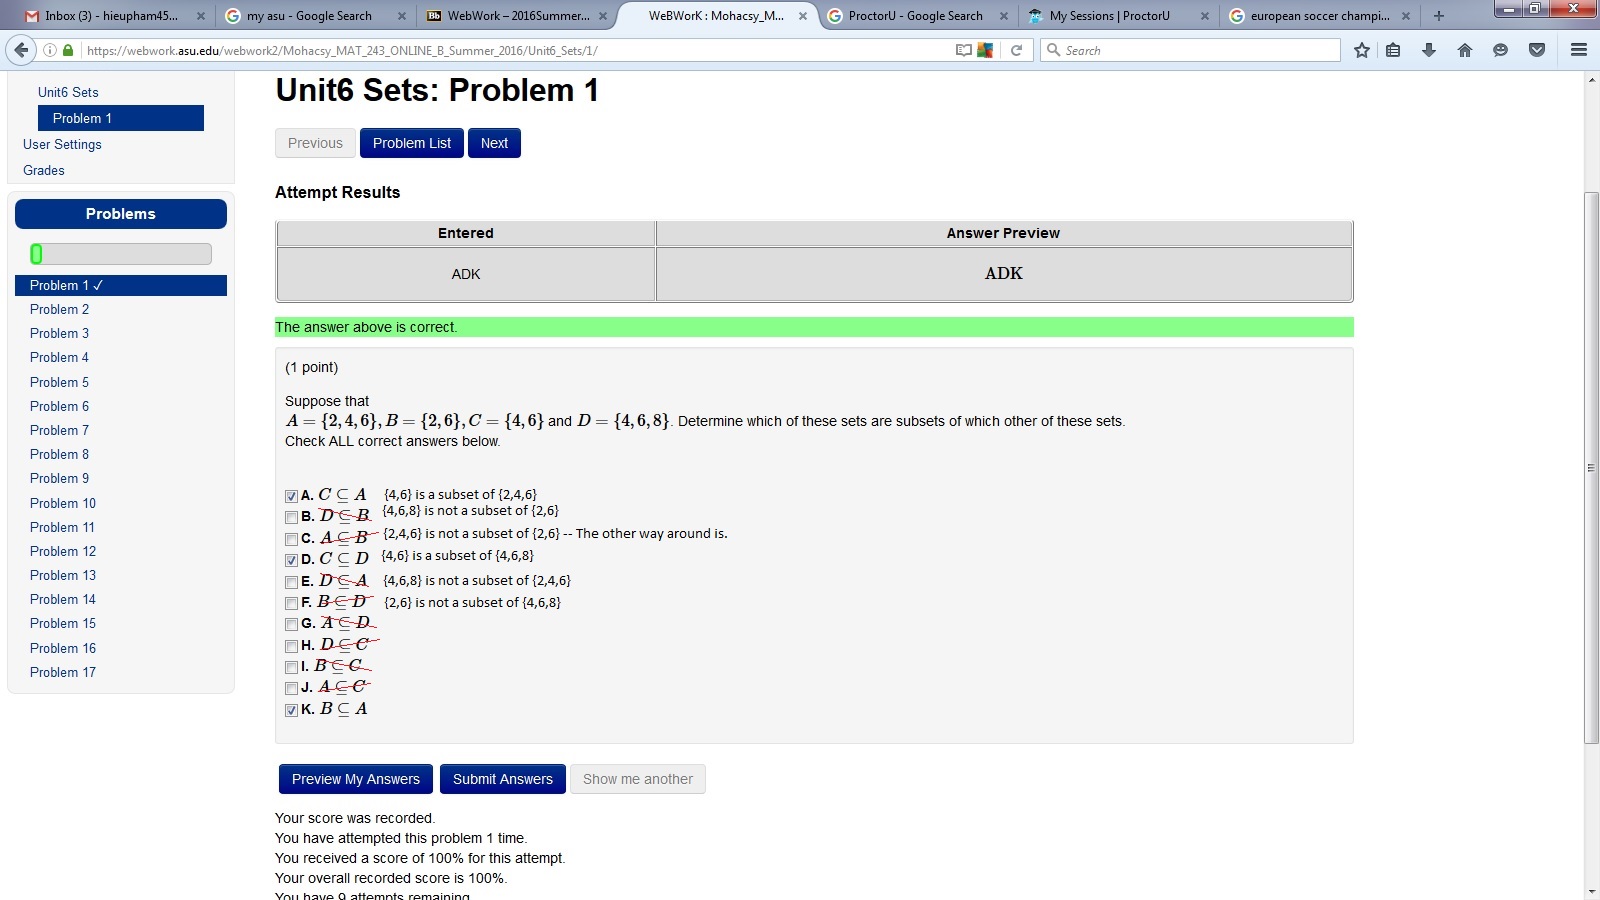 Inbox (3) - hieupham45... my asu - Google Search WebWork – 2016Summer... WeBWorK : Mohacsy_M... ProctorU - Google Search My Sessions | ProctorU european soccer champi...
https://webwork.asu.edu/webwork2/Mohacsy_MAT_243_ONLINE_B_Summer_2016/Unit6_Sets/1/ Search
Unit6 Sets
Problem 1
User Settings
Grades
Problems
Problem 1 ✓
Problem 2
Problem 3
Problem 4
Problem 5
Problem 6
Problem 7
Problem 8
Problem 9
Problem 10
Problem 11
Problem 12
Problem 13
Problem 14
Problem 15
Problem 16
Problem 17
Unit6 Sets: Problem 1
Previous Problem List Next
Attempt Results
Entered Answer Preview
ADK ADK
The answer above is correct.
(1 point)
Suppose that
A = {2, 4, 6}, B = {2, 6}, C = {4, 6} and D = {4, 6, 8}. Determine which of these sets are subsets of which other of these sets.
Check ALL correct answers below.
A. C ⊆ A {4,6} is a subset of {2,4,6}
B. D ⊆ B {4,6,8} is not a subset of {2,6}
C. A ⊆ B {2,4,6} is not a subset of {2,6} -- The other way around is.
D. C ⊆ D {4,6} is a subset of {4,6,8}
E. D ⊆ A {4,6,8} is not a subset of {2,4,6}
F. B ⊆ D {2,6} is not a subset of {4,6,8}
G. A ⊆ D
H. D ⊆ C
I. B ⊆ C
J. A ⊆ C
K. B ⊆ A
Preview My Answers Submit Answers Show me another
Your score was recorded.
You have attempted this problem 1 time.
You received a score of 100% for this attempt.
Your overall recorded score is 100%.
You have 9 attempts remaining